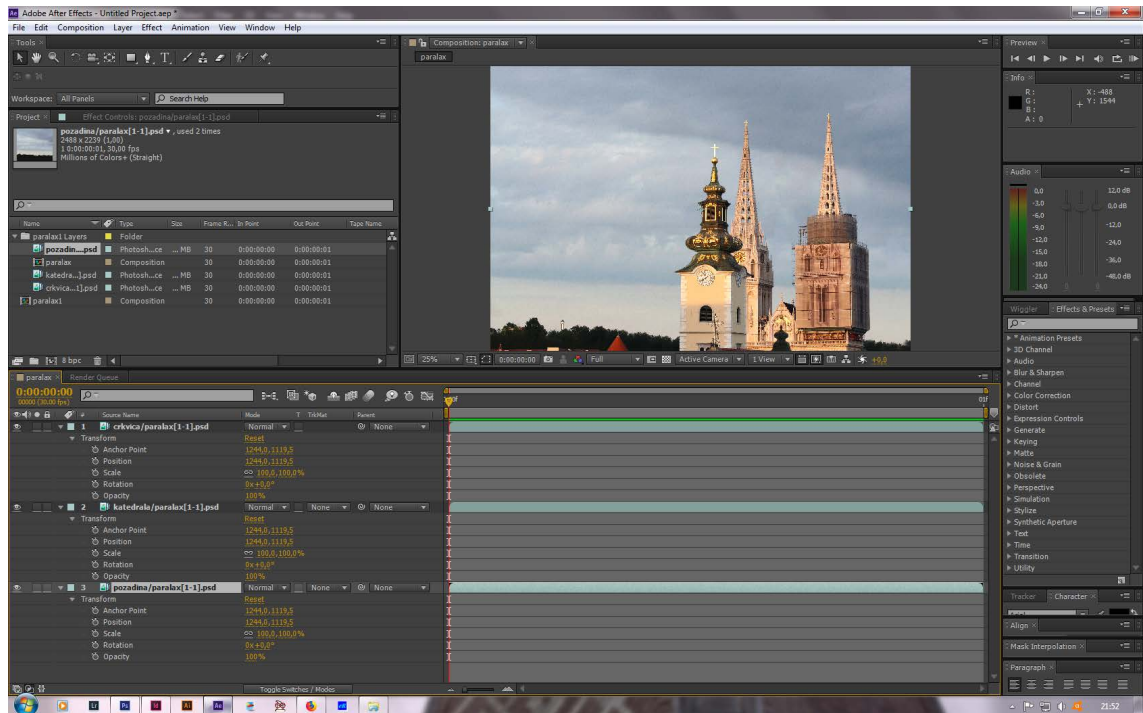 Adobe After Effects - Untitled Project.aep *
File Edit Composition Layer Effect Animation View Window Help
Tools
Workspace: All Panels
Search Help
Project
Effect Controls: pozadina/paralax[1-1].psd
pozadina/paralax[1-1].psd , used 2 times
2488 x 2239 (1,00)
1 0:00:00:01, 30,00 fps
Millions of Colors+ (Straight)
Name Type Size Frame R... In Point Out Point Tape Name
paralax1 Layers Folder
pozadin....psd Photosh...ce ... MB 30 0:00:00:00 0:00:00:01
paralax Composition 30 0:00:00:00 0:00:00:01
katedra...].psd Photosh...ce ... MB 30 0:00:00:00 0:00:00:01
crkvica...1].psd Photosh...ce ... MB 30 0:00:00:00 0:00:00:01
paralax1 Composition 30 0:00:00:00 0:00:00:01
8 bpc
Composition: paralax
paralax
25% 0:00:00:00 Full Active Camera 1 View +0,0
Preview
Info
R: X: -488
G: Y: 1544
B:
A: 0
Audio
0,0 12,0 dB
-3,0 0,0 dB
-6,0
-9,0 -12,0
-12,0 -24,0
-15,0
-18,0 -36,0
-21,0 -48,0 dB
-24,0
Wiggler Effects & Presets
* Animation Presets
3D Channel
Audio
Blur & Sharpen
Channel
Color Correction
Distort
Expression Controls
Generate
Keying
Matte
Noise & Grain
Obsolete
Perspective
Simulation
Stylize
Synthetic Aperture
Text
Time
Transition
Utility
Tracker Character
Align
Mask Interpolation
Paragraph
paralax Render Queue
0:00:00:00
00000 (30.00 fps)
# Source Name Mode T TrkMat Parent
1 crkvica/paralax[1-1].psd Normal None
Transform Reset
Anchor Point 1244,0,1119,5
Position 1244,0,1119,5
Scale 100,0,100,0%
Rotation 0x+0,0°
Opacity 100%
2 katedrala/paralax[1-1].psd Normal None None
Transform Reset
Anchor Point 1244,0,1119,5
Position 1244,0,1119,5
Scale 100,0,100,0%
Rotation 0x+0,0°
Opacity 100%
3 pozadina/paralax[1-1].psd Normal None None
Transform Reset
Anchor Point 1244,0,1119,5
Position 1244,0,1119,5
Scale 100,0,100,0%
Rotation 0x+0,0°
Opacity 100%
Toggle Switches / Modes
Lr Ps Id Ai Ae
21:52